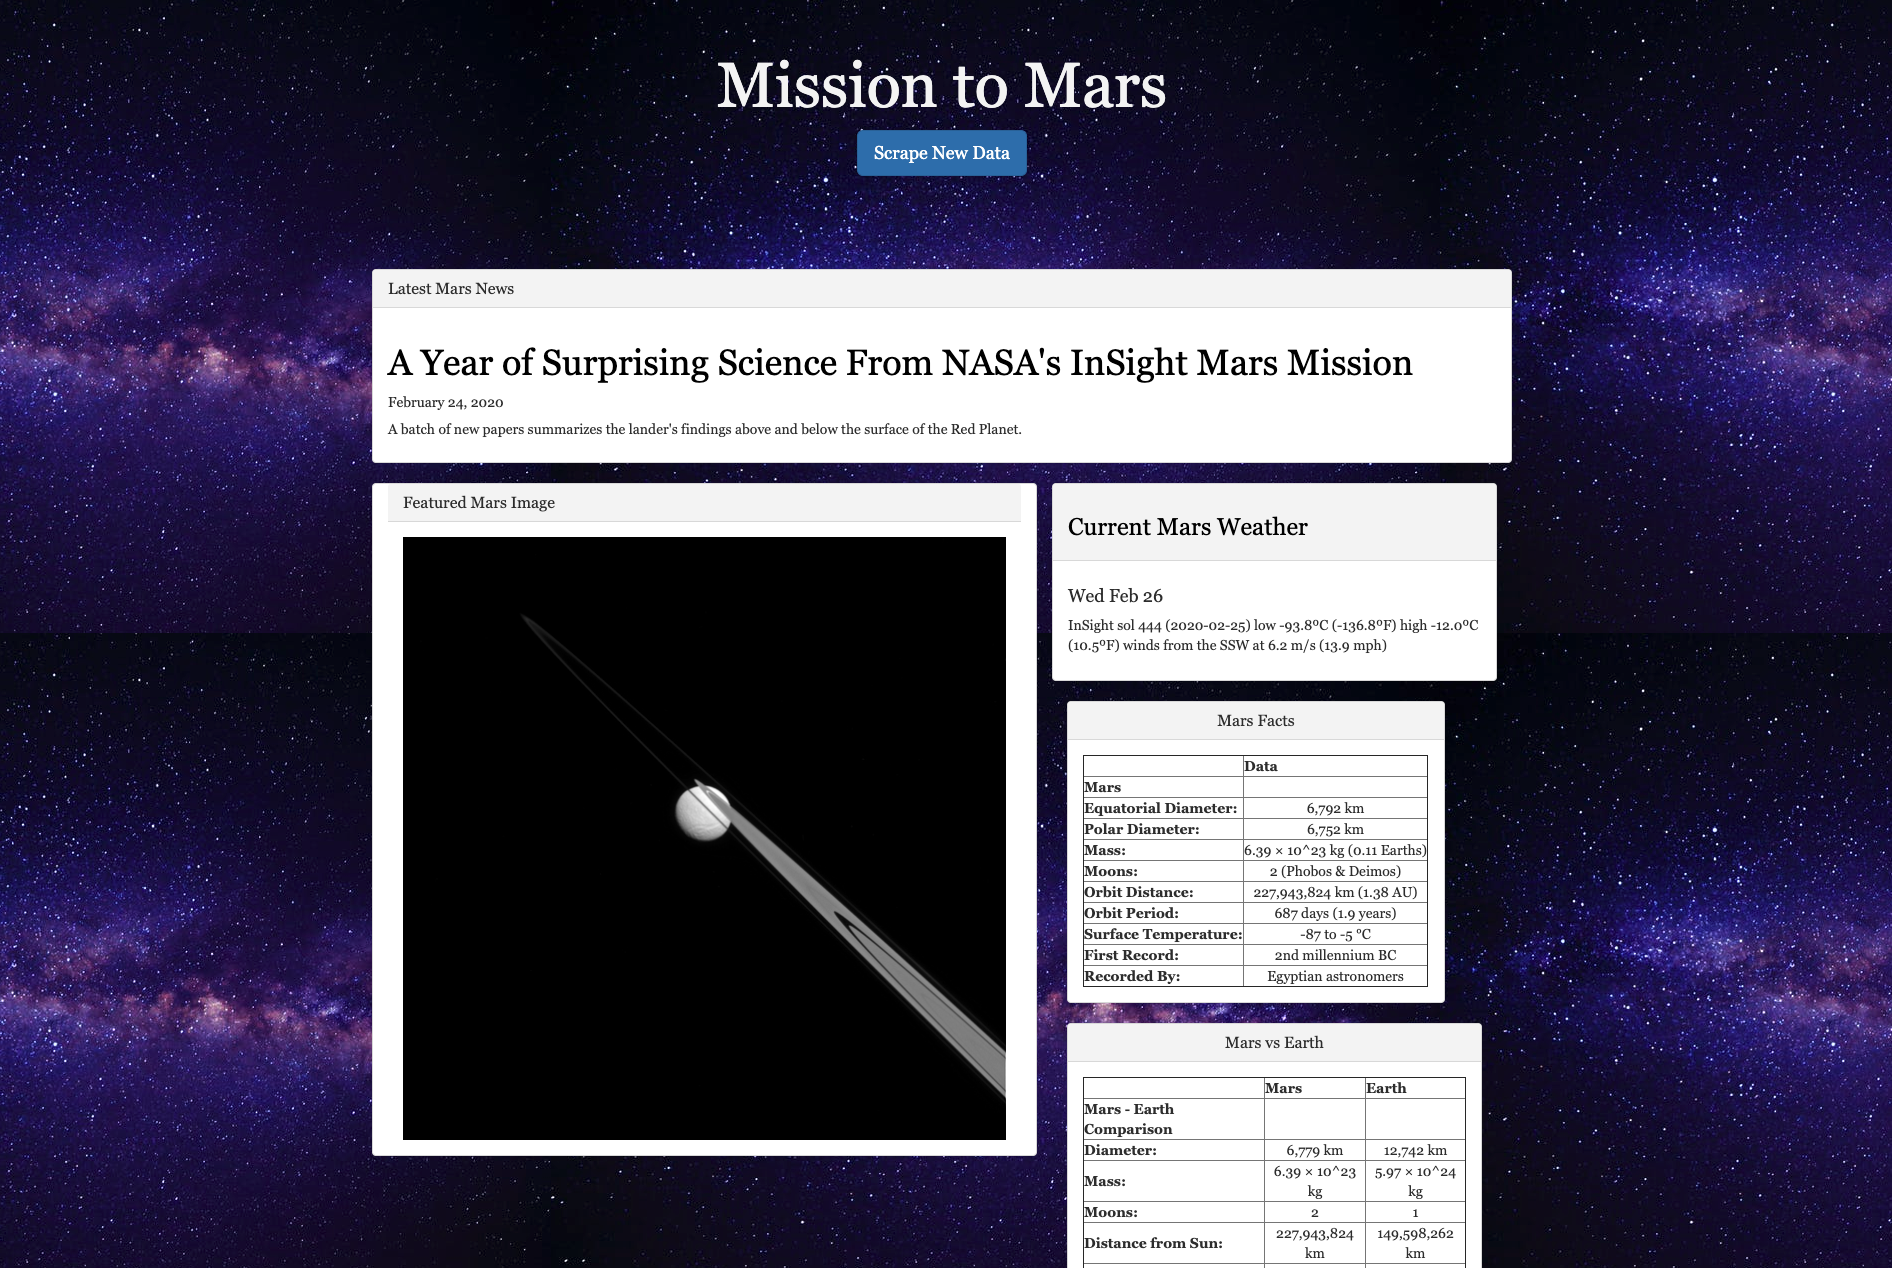 Mission to Mars
Scrape New Data
Latest Mars News
A Year of Surprising Science From NASA's InSight Mars Mission
February 24, 2020
A batch of new papers summarizes the lander's findings above and below the surface of the Red Planet.
Featured Mars Image
Current Mars Weather
Wed Feb 26
InSight sol 444 (2020-02-25) low -93.8ºC (-136.8ºF) high -12.0ºC
(10.5ºF) winds from the SSW at 6.2 m/s (13.9 mph)
Mars Facts
Data
Mars
Equatorial Diameter: 6,792 km
Polar Diameter: 6,752 km
Mass: 6.39 × 10^23 kg (0.11 Earths)
Moons: 2 (Phobos & Deimos)
Orbit Distance: 227,943,824 km (1.38 AU)
Orbit Period: 687 days (1.9 years)
Surface Temperature: -87 to -5 °C
First Record: 2nd millennium BC
Recorded By: Egyptian astronomers
Mars vs Earth
Mars Earth
Mars - Earth
Comparison
Diameter: 6,779 km 12,742 km
Mass: 6.39 × 10^23 kg 5.97 × 10^24 kg
Moons: 2 1
Distance from Sun: 227,943,824 km 149,598,262 km